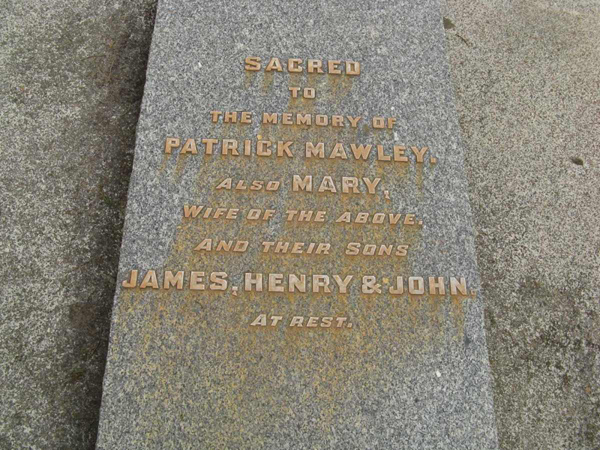 SACRED
TO
THE MEMORY OF
PATRICK MAWLEY.
ALSO MARY,
WIFE OF THE ABOVE.
AND THEIR SONS
JAMES, HENRY & JOHN.
AT REST.